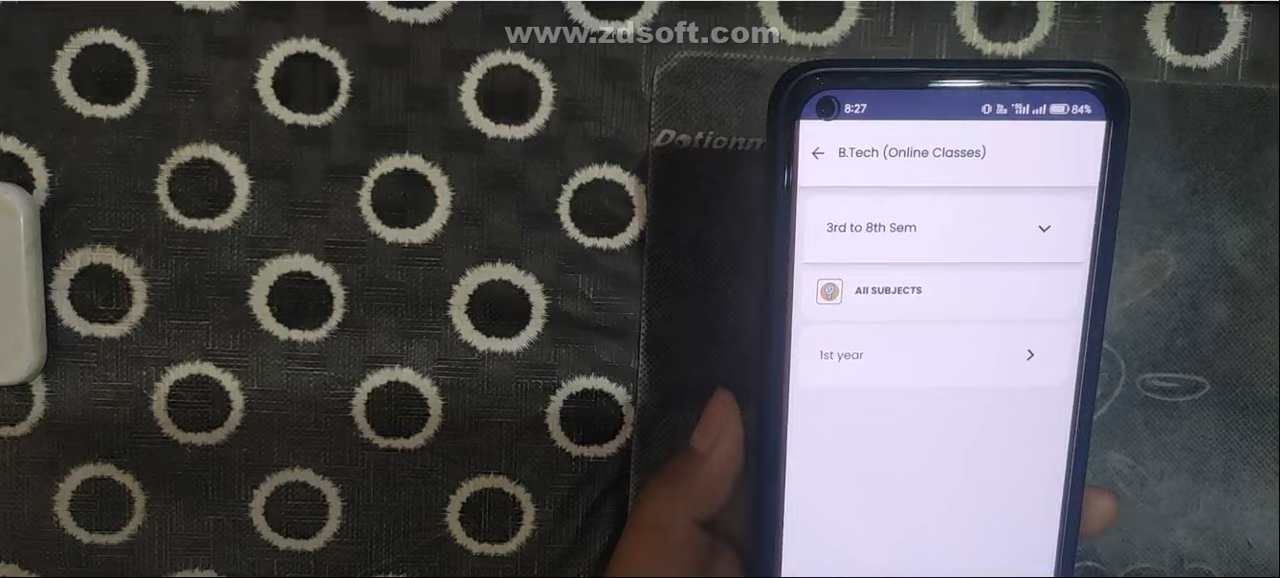 www.zdsoft.com
8:27
84%
B.Tech (Online Classes)
3rd to 8th Sem
All SUBJECTS
1st year